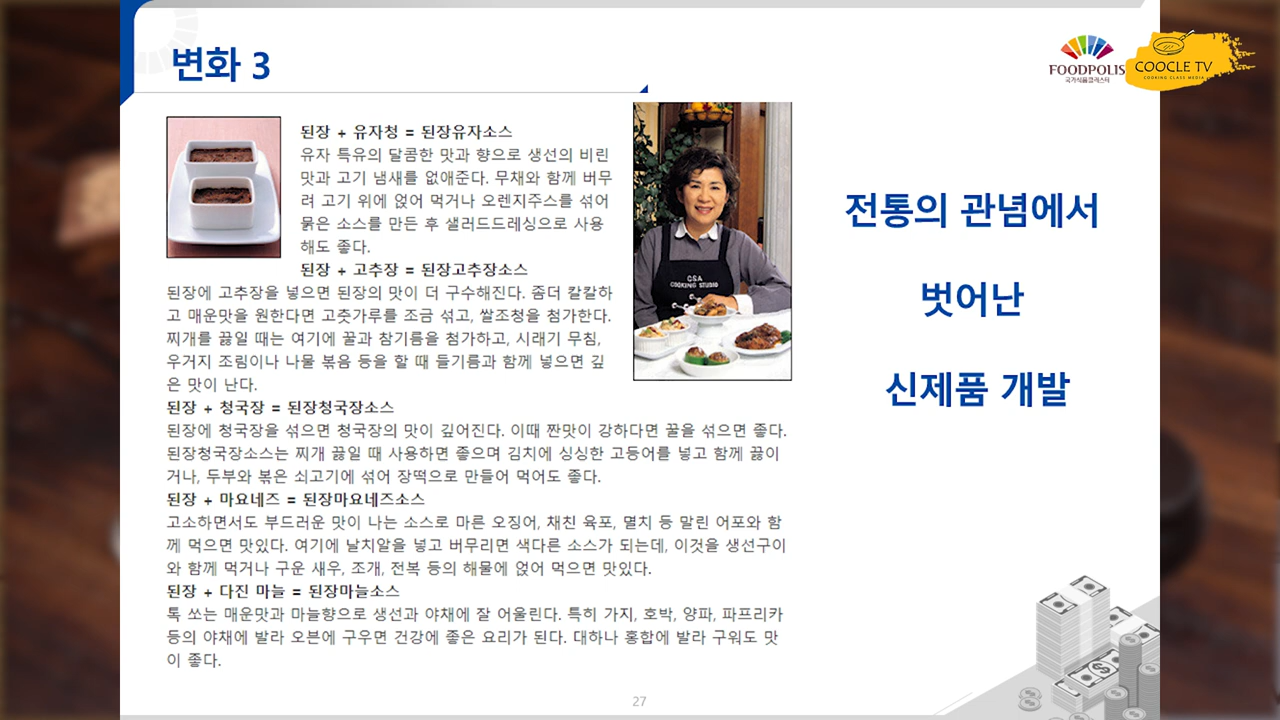 변화 3
FOODPOLIS
국가식품클러스터
COOCLE TV
COOKING CLASS MEDIA
된장 + 유자청 = 된장유자소스
유자 특유의 달콤한 맛과 향으로 생선의 비린
맛과 고기 냄새를 없애준다. 무채와 함께 버무
려 고기 위에 얹어 먹거나 오렌지주스를 섞어
묽은 소스를 만든 후 샐러드드레싱으로 사용
해도 좋다.
된장 + 고추장 = 된장고추장소스
된장에 고추장을 넣으면 된장의 맛이 더 구수해진다. 좀더 칼칼하
고 매운맛을 원한다면 고춧가루를 조금 섞고, 쌀조청을 첨가한다.
찌개를 끓일 때는 여기에 꿀과 참기름을 첨가하고, 시래기 무침,
우거지 조림이나 나물 볶음 등을 할 때 들기름과 함께 넣으면 깊
은 맛이 난다.
된장 + 청국장 = 된장청국장소스
된장에 청국장을 섞으면 청국장의 맛이 깊어진다. 이때 짠맛이 강하다면 꿀을 섞으면 좋다.
된장청국장소스는 찌개 끓일 때 사용하면 좋으며 김치에 싱싱한 고등어를 넣고 함께 끓이
거나, 두부와 볶은 쇠고기에 섞어 장떡으로 만들어 먹어도 좋다.
된장 + 마요네즈 = 된장마요네즈소스
고소하면서도 부드러운 맛이 나는 소스로 마른 오징어, 채친 육포, 멸치 등 말린 어포와 함
께 먹으면 맛있다. 여기에 날치알을 넣고 버무리면 색다른 소스가 되는데, 이것을 생선구이
와 함께 먹거나 구운 새우, 조개, 전복 등의 해물에 얹어 먹으면 맛있다.
된장 + 다진 마늘 = 된장마늘소스
톡 쏘는 매운맛과 마늘향으로 생선과 야채에 잘 어울린다. 특히 가지, 호박, 양파, 파프리카
등의 야채에 발라 오븐에 구우면 건강에 좋은 요리가 된다. 대하나 홍합에 발라 구워도 맛
이 좋다.
C&A
COOKING STUDIO
전통의 관념에서
벗어난
신제품 개발
27